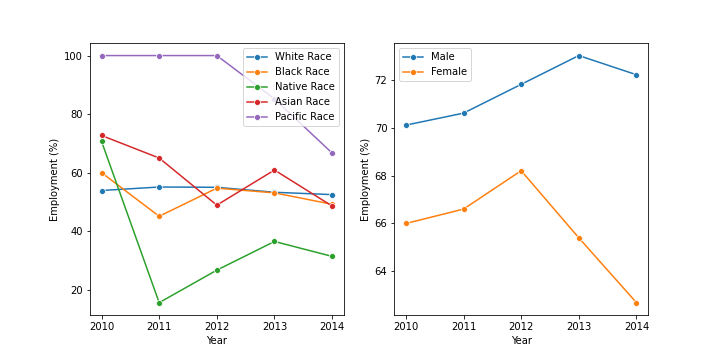 100
80
60
40
20
Employment (%)
2010 2011 2012 2013 2014
Year
White Race
Black Race
Native Race
Asian Race
Pacific Race
72
70
68
66
64
Employment (%)
2010 2011 2012 2013 2014
Year
Male
Female